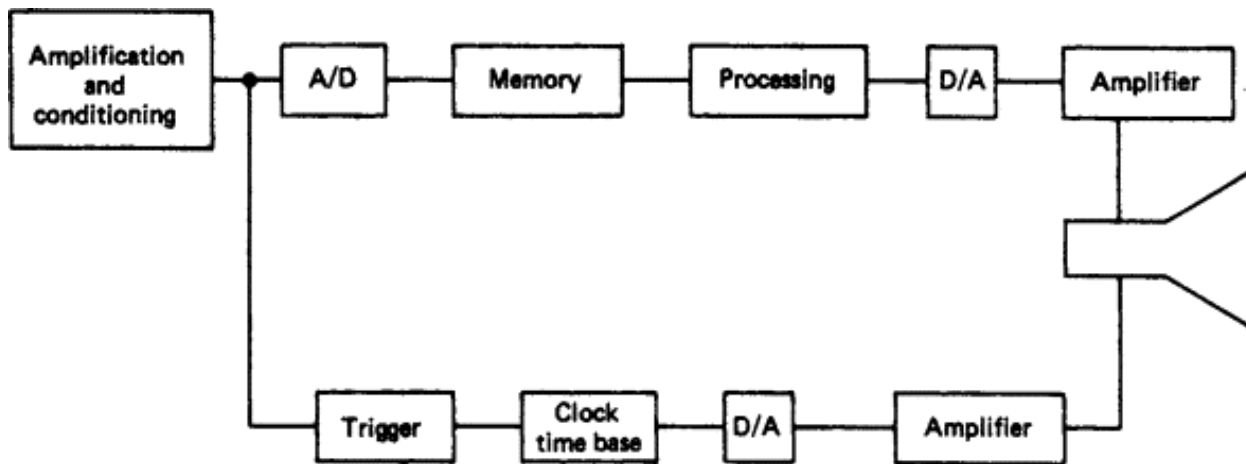 Amplification
and
conditioning
A/D
Memory
Processing
D/A
Amplifier
Trigger
Clock
time base
D/A
Amplifier